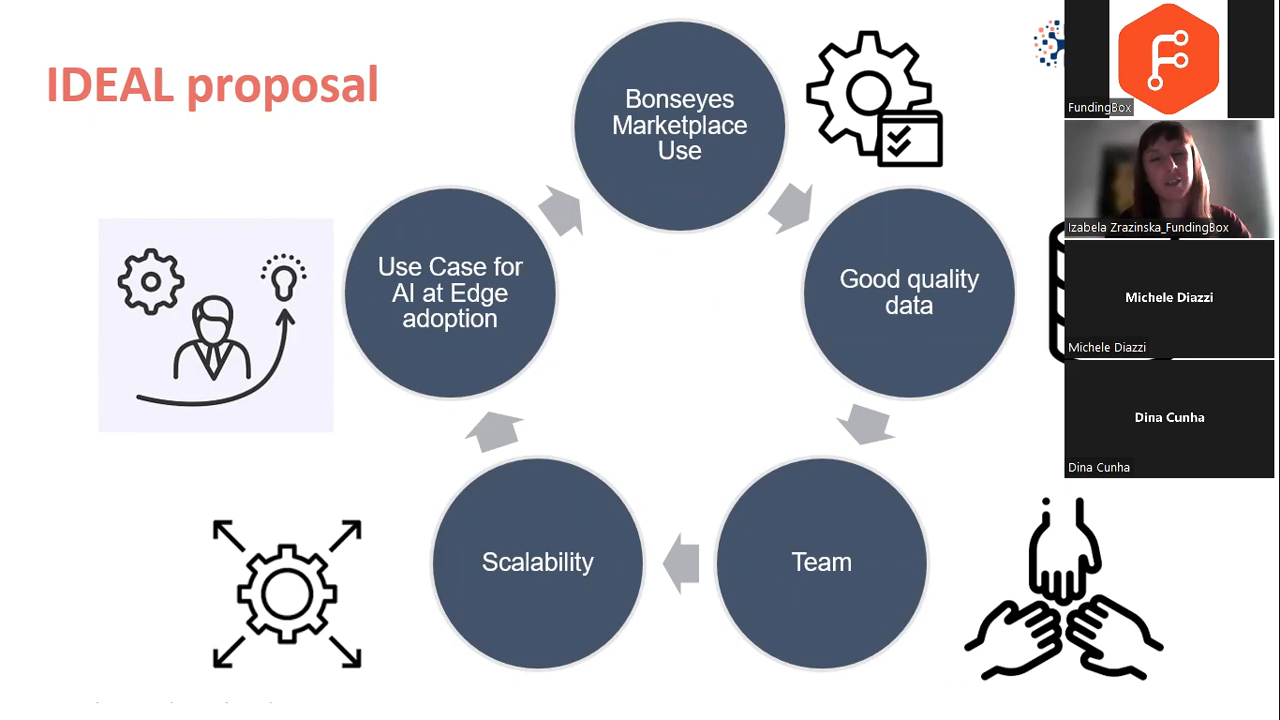 IDEAL proposal
Bonseyes
Marketplace
Use
Good quality
data
Team
Scalability
Use Case for
AI at Edge
adoption
FundingBox
Izabela Zrazinska_FundingBox
Michele Diazzi
Michele Diazzi
Dina Cunha
Dina Cunha